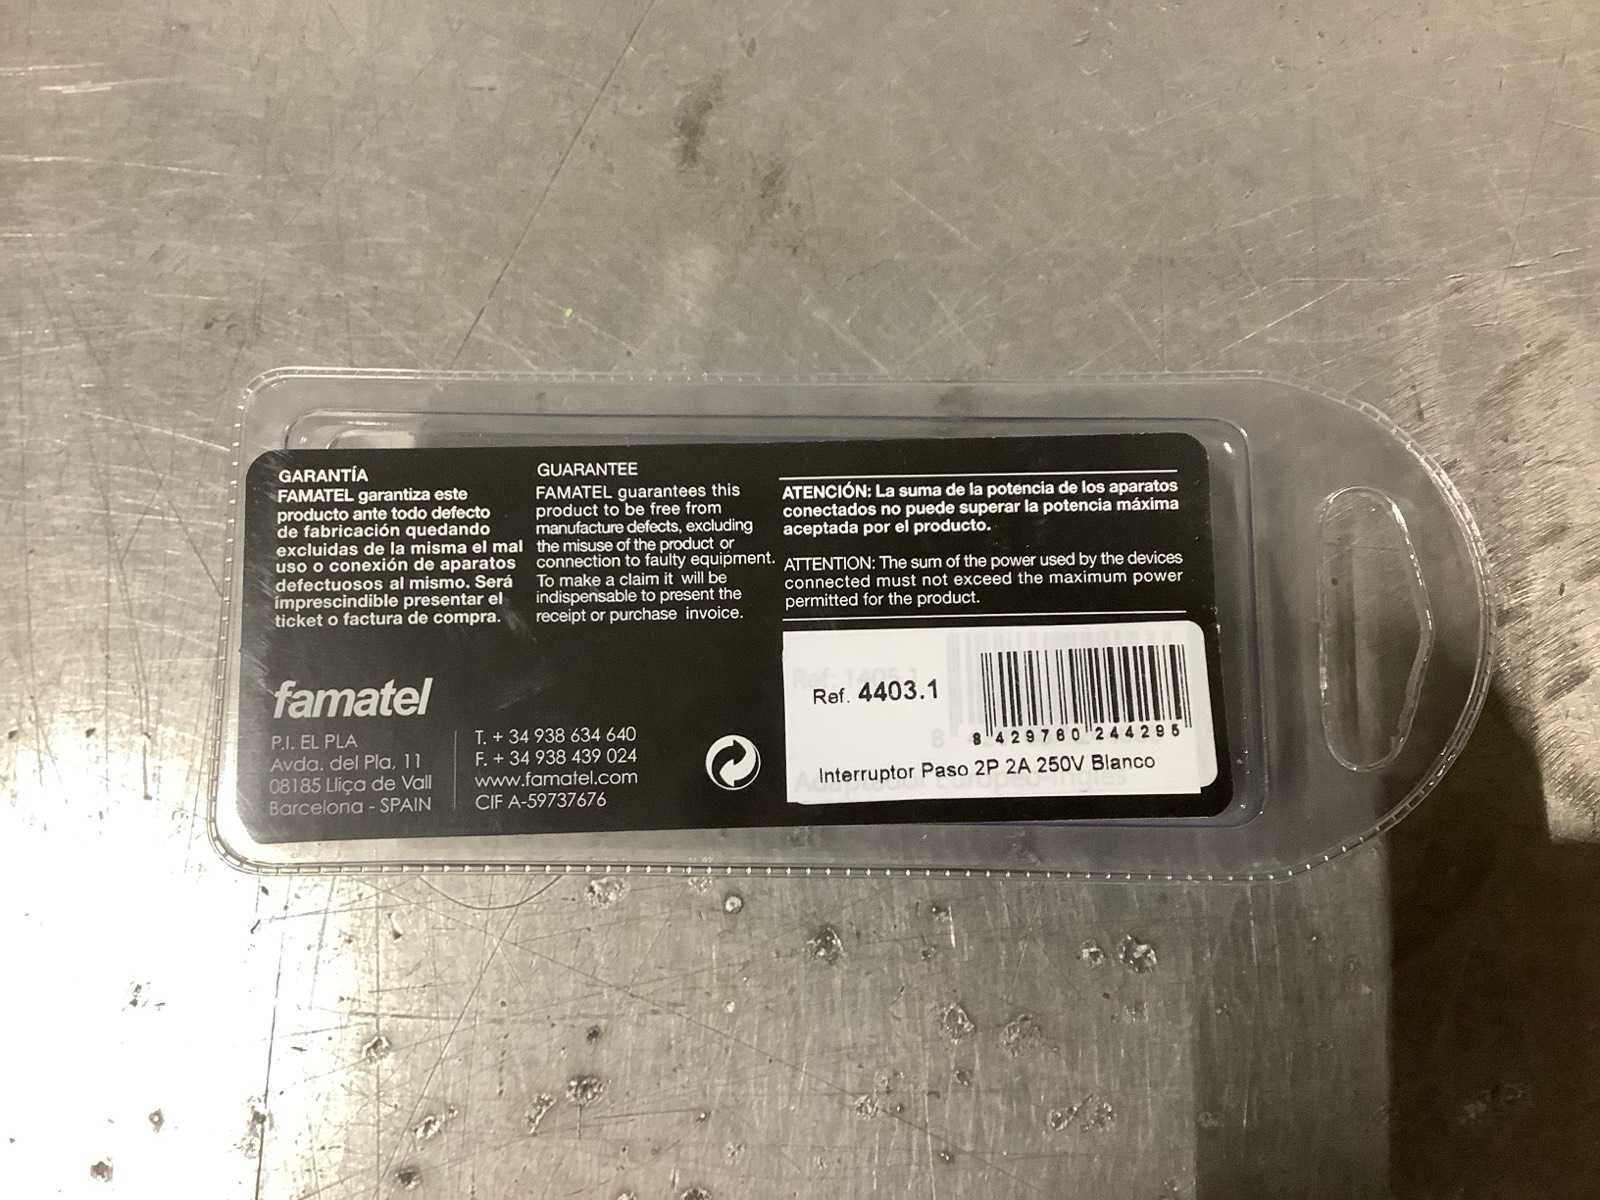 GARANTÍA
FAMATEL garantiza este
producto ante todo defecto
de fabricación quedando
excluidas de la misma el mal
uso o conexión de aparatos
defectuosos al mismo. Será
imprescindible presentar el
ticket o factura de compra.
GUARANTEE
FAMATEL guarantees this
product to be free from
manufacture defects, excluding
the misuse of the product or
connection to faulty equipment.
To make a claim it will be
indispensable to present the
receipt or purchase invoice.
ATENCIÓN: La suma de la potencia de los aparatos
conectados no puede superar la potencia máxima
aceptada por el producto.
ATTENTION: The sum of the power used by the devices
connected must not exceed the maximum power
permitted for the product.
famatel
P.I. EL PLA
Avda. del Pla, 11
08185 Lliça de Vall
Barcelona - SPAIN
T. + 34 938 634 640
F. + 34 938 439 024
www.famatel.com
CIF A-59737676
Ref. 4403.1
8 429760 244295
Interruptor Paso 2P 2A 250V Blanco